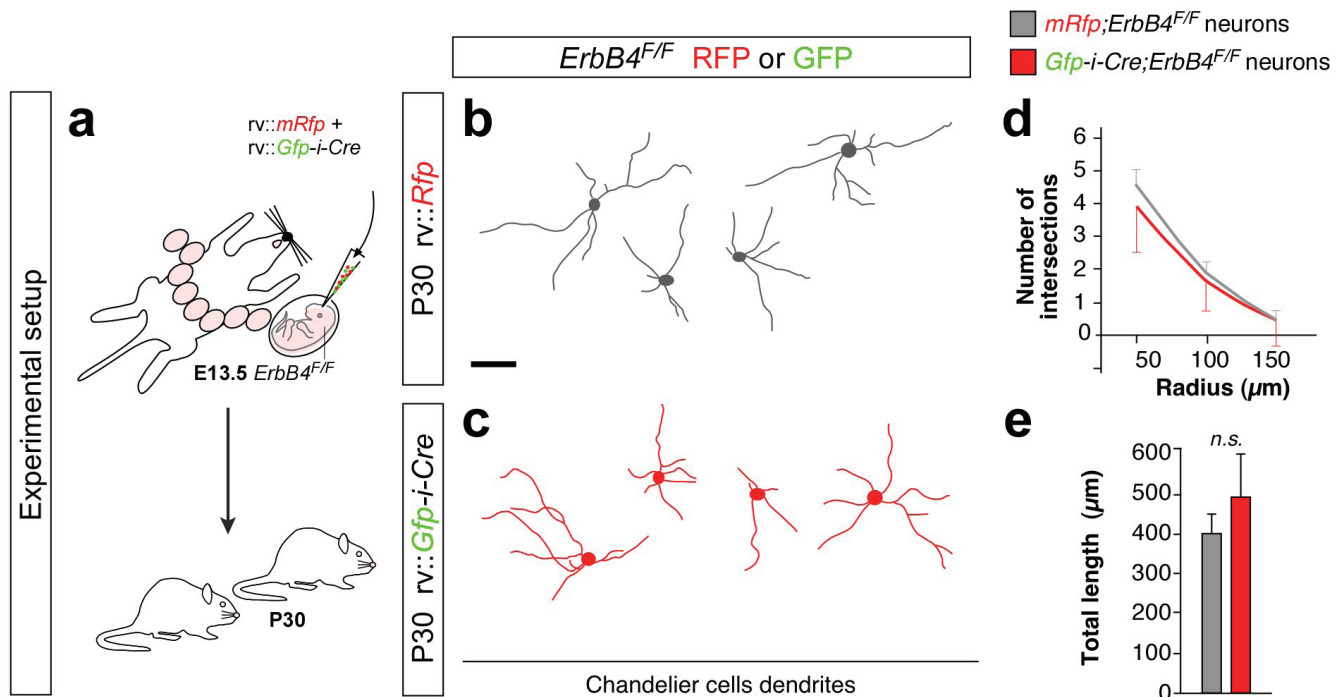 mRfp;ErbB4F/F neurons
Gfp-i-Cre;ErbB4F/F neurons
ErbB4F/F RFP or GFP
Experimental setup
a
rv::mRfp +
rv::Gfp-i-Cre
E13.5 ErbB4F/F
P30
P30 rv::Rfp
b
P30 rv::Gfp-i-Cre
c
Chandelier cells dendrites
d
Number of
intersections
6
5
4
3
2
1
0
50 100 150
Radius (µm)
e
n.s.
Total length (µm)
600
500
400
300
200
100
0